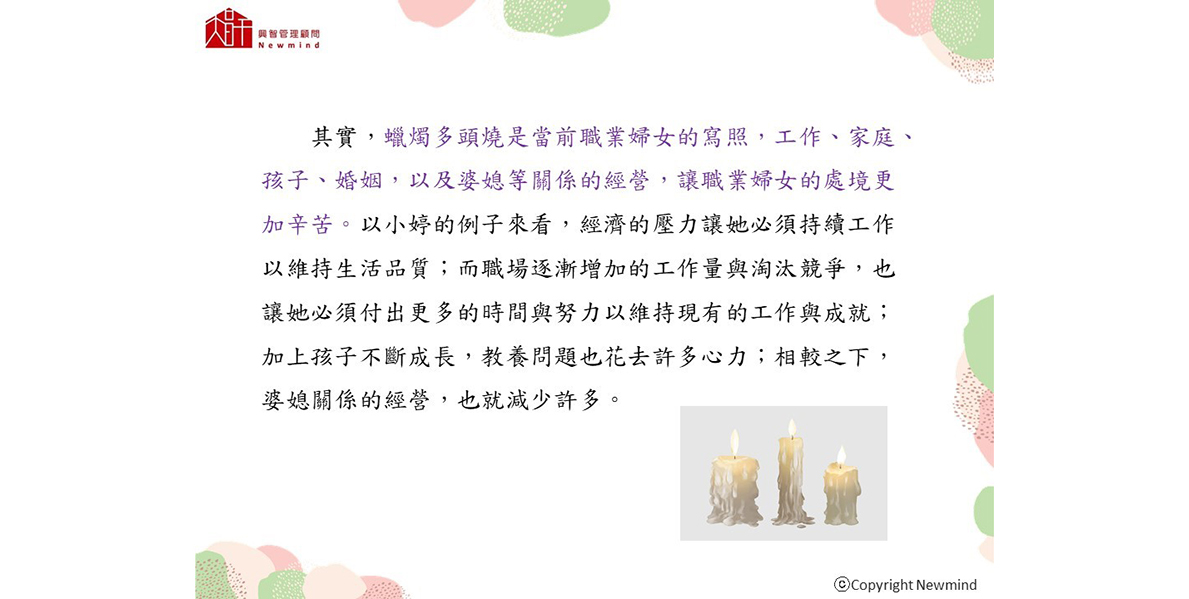 興智管理顧問
Newmind
其實，蠟燭多頭燒是當前職業婦女的寫照，工作、家庭、
孩子、婚姻，以及婆媳等關係的經營，讓職業婦女的處境更
加辛苦。以小婷的例子來看，經濟的壓力讓她必須持續工作
以維持生活品質；而職場逐漸增加的工作量與淘汰競爭，也
讓她必須付出更多的時間與努力以維持現有的工作與成就；
加上孩子不斷成長，教養問題也花去許多心力；相較之下，
婆媳關係的經營，也就減少許多。
ⓒCopyright Newmind